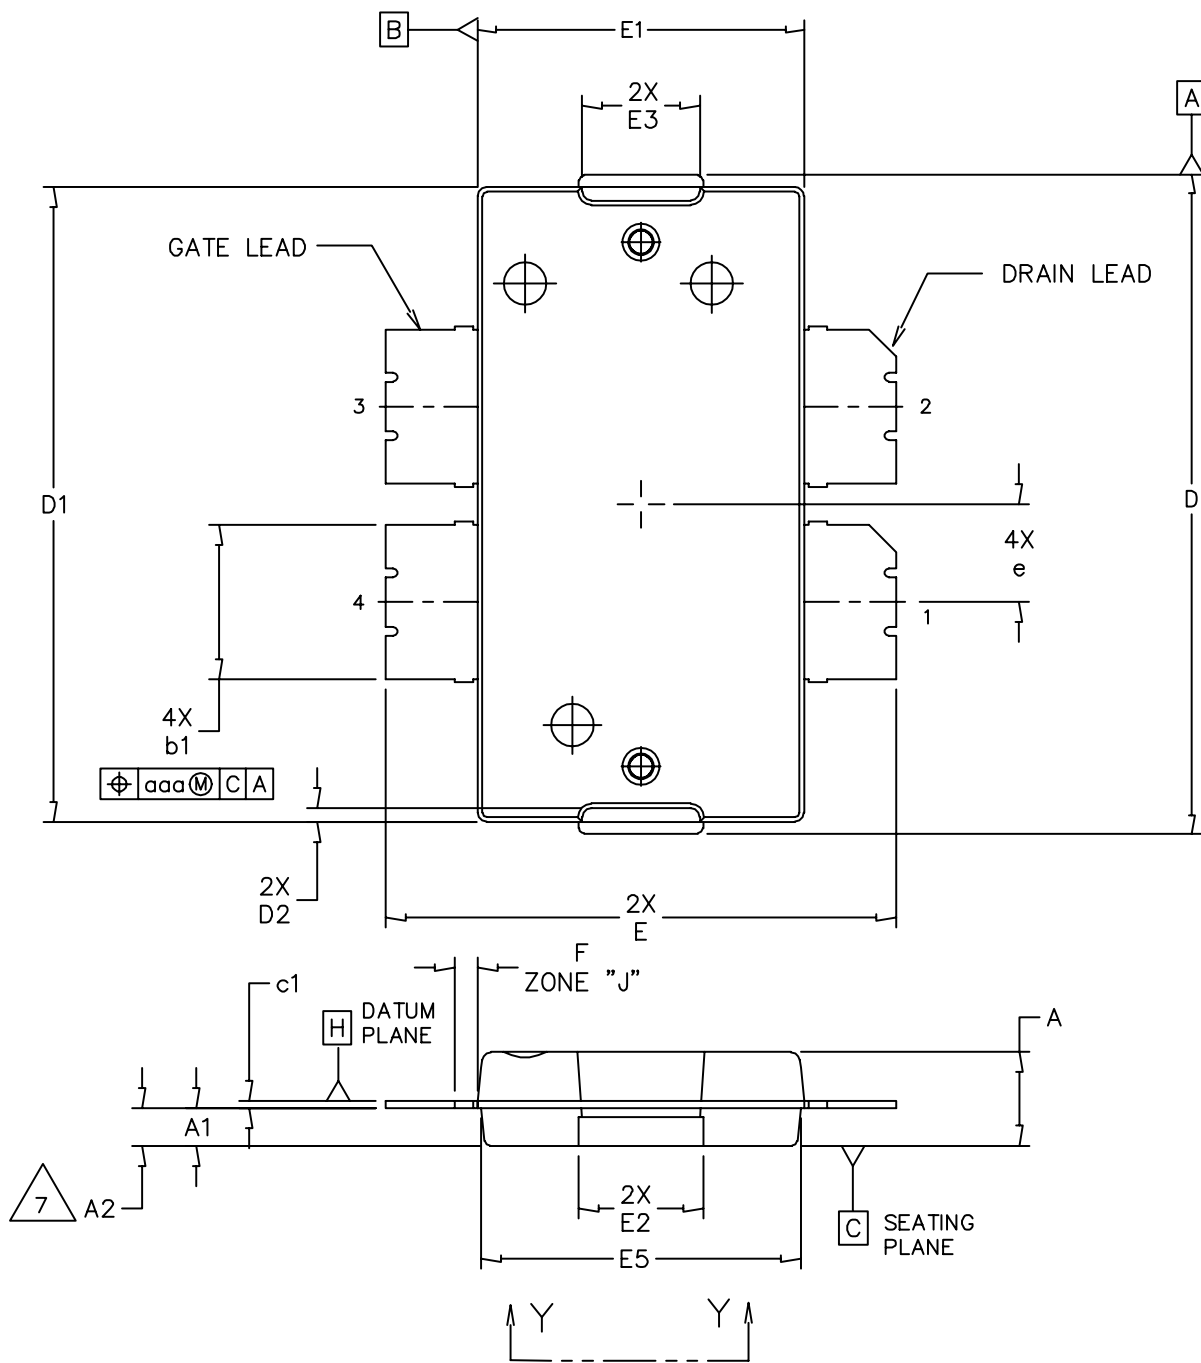 B
E1
2X
E3
A
GATE LEAD
DRAIN LEAD
3
2
D1
D
4X
e
4
1
4X
b1
⌖ aaa Ⓜ C A
2X
D2
2X
E
F
ZONE "J"
c1
H
DATUM
PLANE
A
A1
7
A2
2X
E2
C
SEATING
PLANE
E5
Y
Y